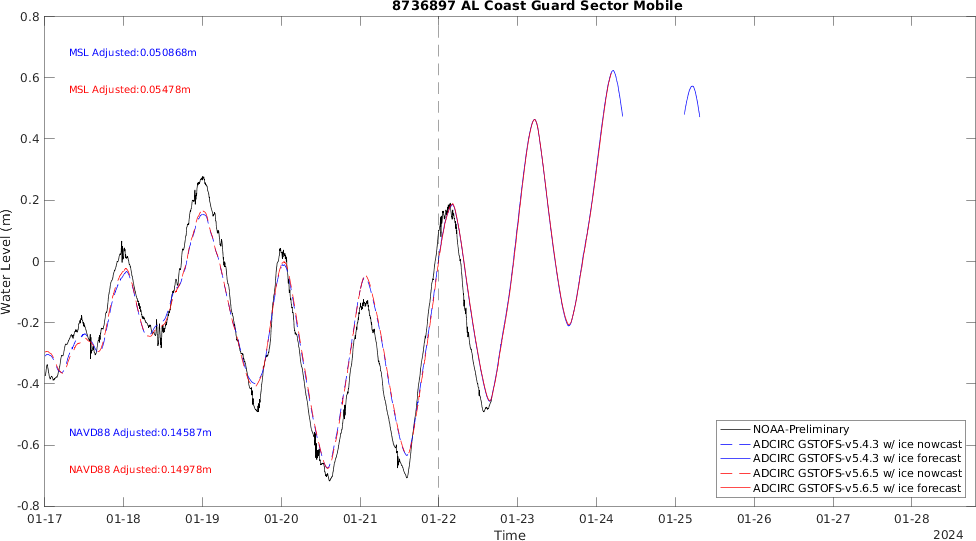 8736897 AL Coast Guard Sector Mobile
0.8
0.6
0.4
0.2
0
-0.2
-0.4
-0.6
-0.8
Water Level (m)
MSL Adjusted:0.050868m
MSL Adjusted:0.05478m
NAVD88 Adjusted:0.14587m
NAVD88 Adjusted:0.14978m
NOAA-Preliminary
ADCIRC GSTOFS-v5.4.3 w/ ice nowcast
ADCIRC GSTOFS-v5.4.3 w/ ice forecast
ADCIRC GSTOFS-v5.6.5 w/ ice nowcast
ADCIRC GSTOFS-v5.6.5 w/ ice forecast
01-17 01-18 01-19 01-20 01-21 01-22 01-23 01-24 01-25 01-26 01-27 01-28
Time
2024